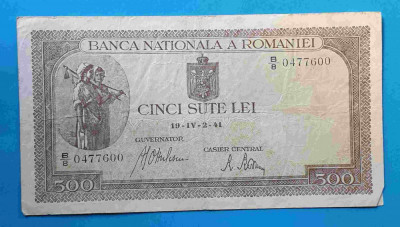 BANCA NATIONALA A ROMANIEI
B/8 0477600
CINCI SUTE LEI
19-IV-2-41
GUVERNATOR CASIER CENTRAL
B/8 0477600
500 500